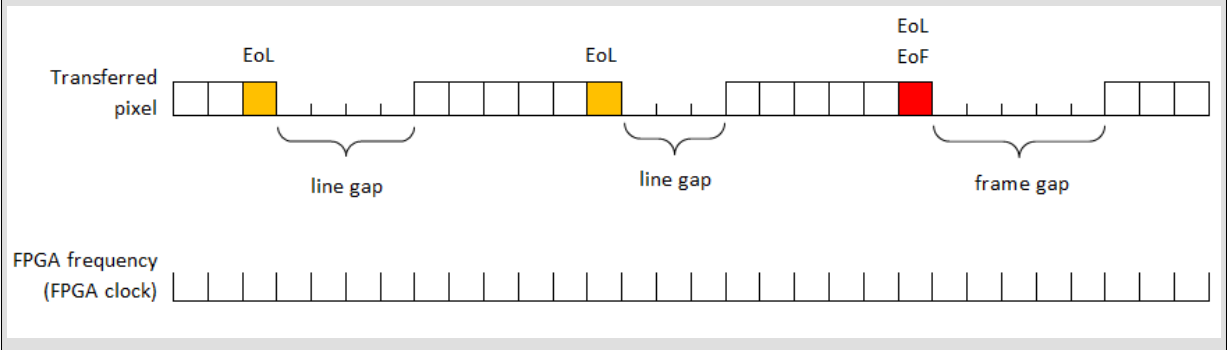 EoL
EoL
EoL
EoF
Transferred
pixel
line gap
line gap
frame gap
FPGA frequency
(FPGA clock)